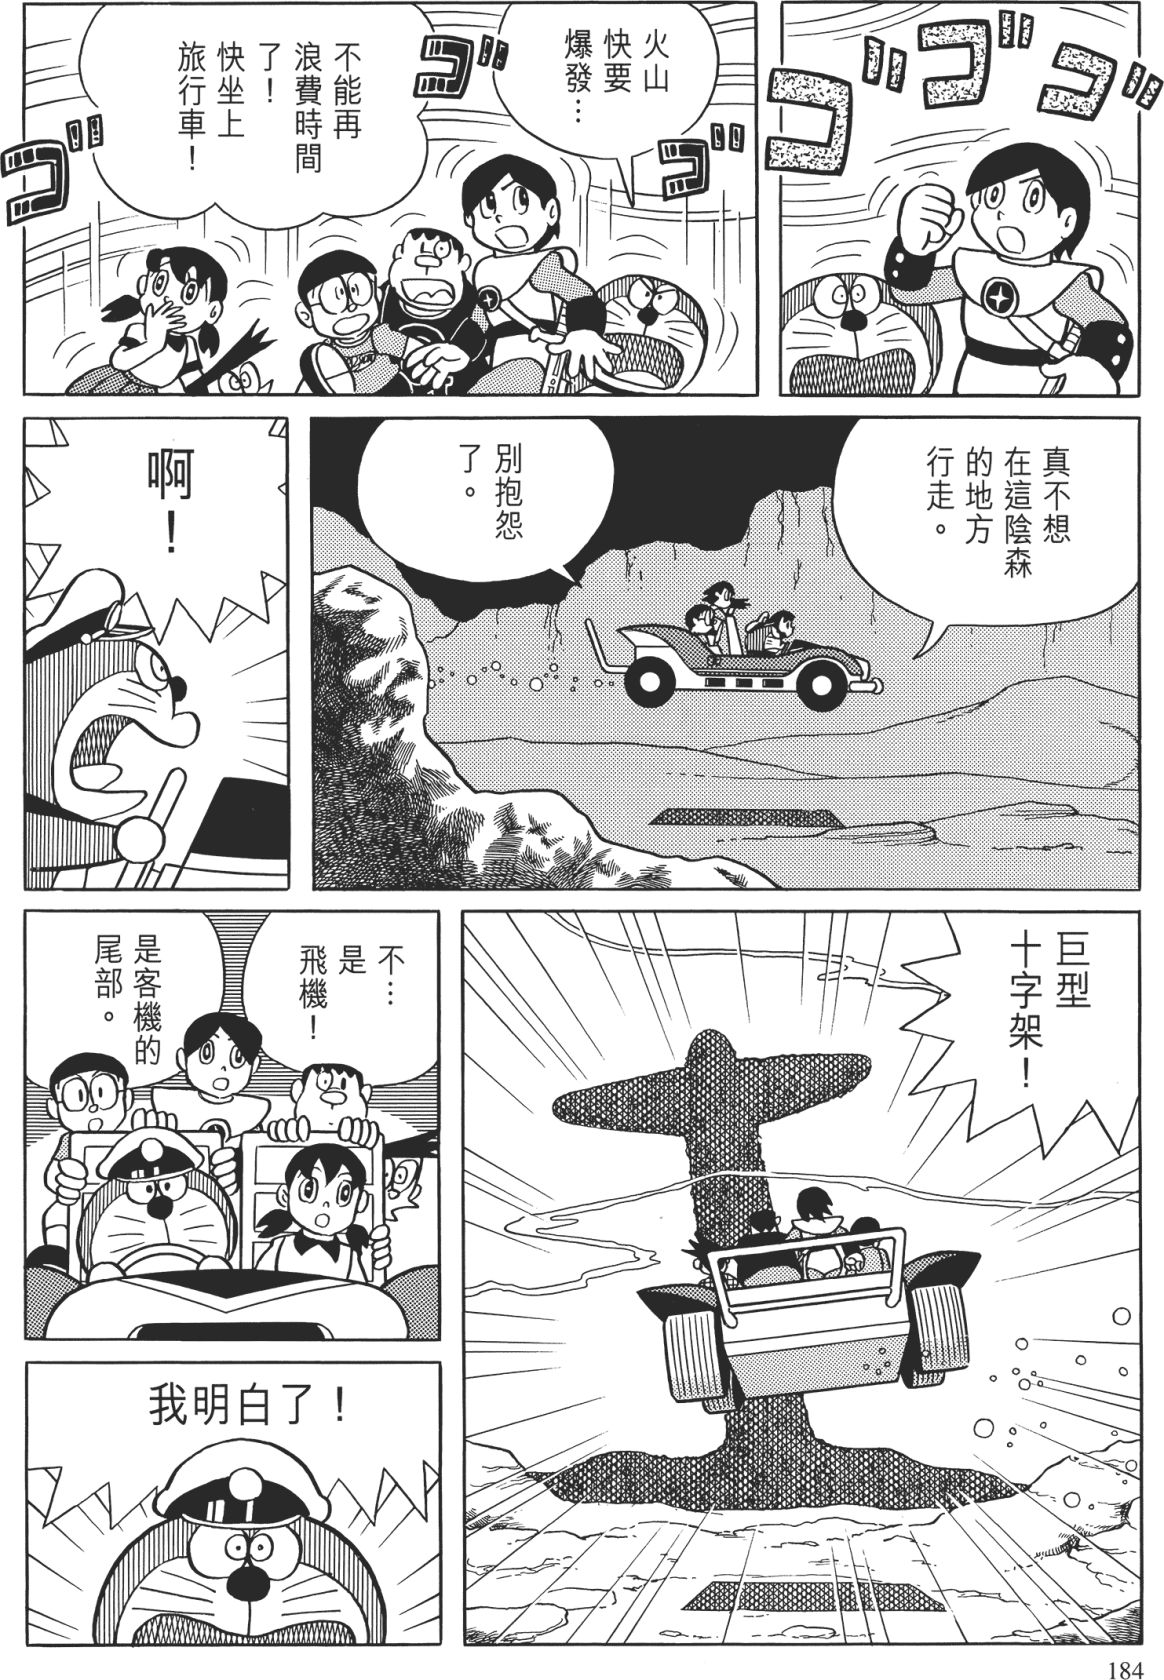 ゴゴゴ
火山
快要
爆發…
ゴ
ゴ
不能再
浪費時間
了！
快坐上
旅行車！
ゴ
真不想
在這陰森
的地方
行走。
別抱怨
了。
啊！
巨型
十字架！
不…
是
飛機！
是客機的
尾部。
我明白了！
184